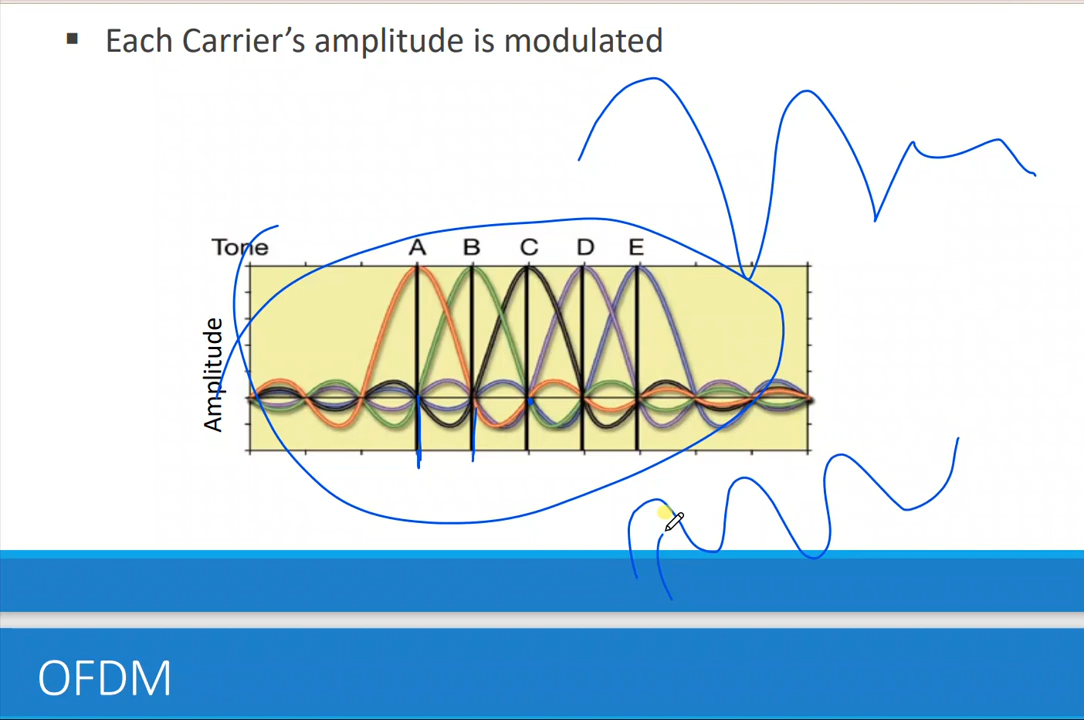 ▪ Each Carrier's amplitude is modulated
Tone A B C D E
Amplitude
OFDM